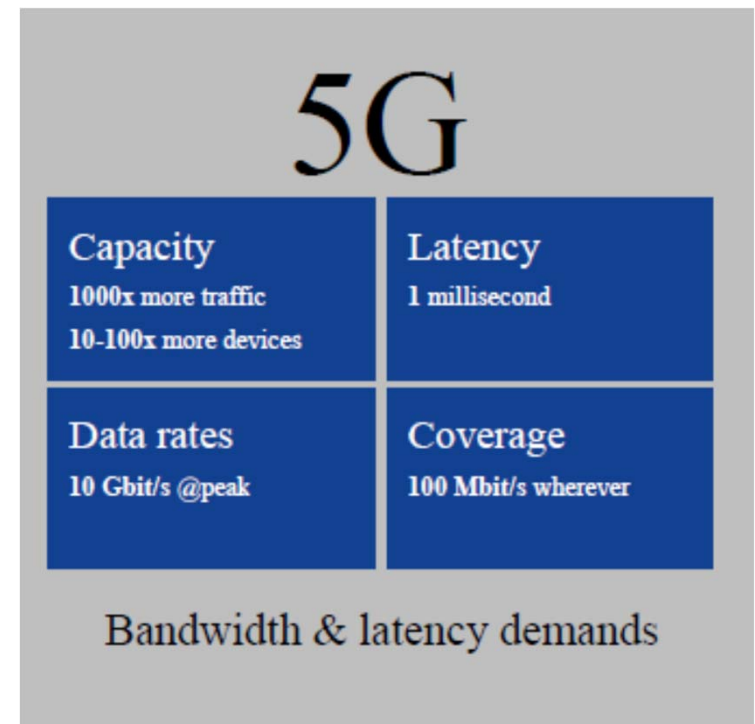 5G
Capacity
1000x more traffic
10-100x more devices
Latency
1 millisecond
Data rates
10 Gbit/s @peak
Coverage
100 Mbit/s wherever
Bandwidth & latency demands